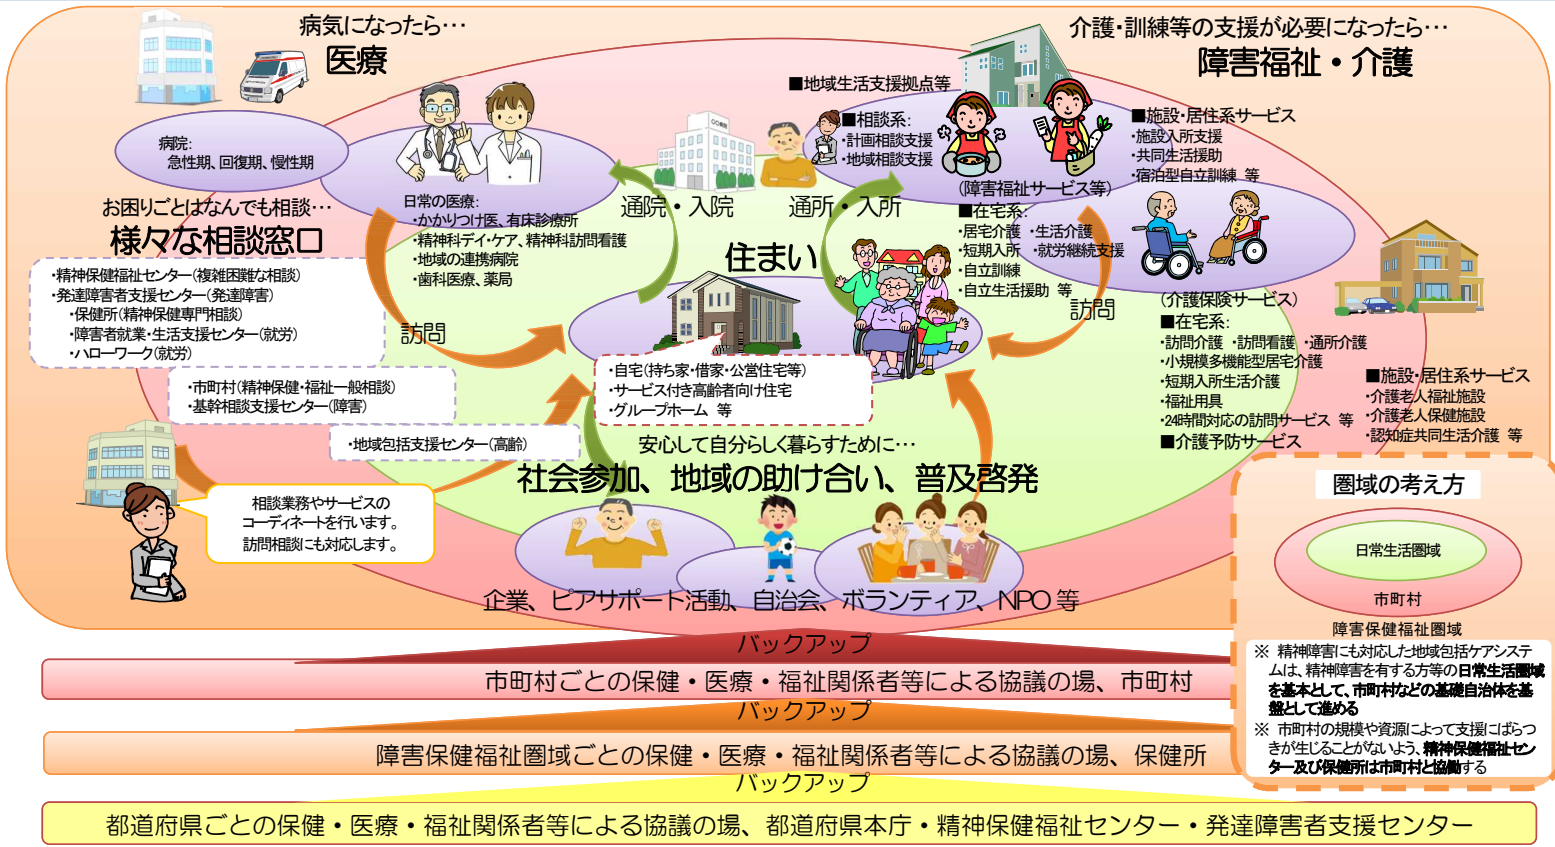 病気になったら…
医療
病院:
急性期、回復期、慢性期
日常の医療:
・かかりつけ医、有床診療所
・精神科デイ・ケア、精神科訪問看護
・地域の連携病院
・歯科医療、薬局
お困りごとはなんでも相談…
様々な相談窓口
・精神保健福祉センター(複雑困難な相談)
・発達障害者支援センター(発達障害)
・保健所(精神保健専門相談)
・障害者就業・生活支援センター(就労)
・ハローワーク(就労)
・市町村(精神保健・福祉一般相談)
・基幹相談支援センター(障害)
・地域包括支援センター(高齢)
相談業務やサービスの
コーディネートを行います。
訪問相談にも対応します。
訪問
通院・入院
通所・入所
住まい
・自宅(持ち家・借家・公営住宅等)
・サービス付き高齢者向け住宅
・グループホーム 等
介護・訓練等の支援が必要になったら…
障害福祉・介護
■地域生活支援拠点等
■相談系:
・計画相談支援
・地域相談支援
■施設・居住系サービス
・施設入所支援
・共同生活援助
・宿泊型自立訓練 等
(障害福祉サービス等)
■在宅系:
・居宅介護 ・生活介護
・短期入所 ・就労継続支援
・自立訓練
・自立生活援助 等
訪問
(介護保険サービス)
■在宅系:
・訪問介護 ・訪問看護 ・通所介護
・小規模多機能型居宅介護
・短期入所生活介護
・福祉用具
・24時間対応の訪問サービス 等
■介護予防サービス
■施設・居住系サービス
・介護老人福祉施設
・介護老人保健施設
・認知症共同生活介護 等
安心して自分らしく暮らすために…
社会参加、地域の助け合い、普及啓発
企業、ピアサポート活動、自治会、ボランティア、NPO 等
バックアップ
市町村ごとの保健・医療・福祉関係者等による協議の場、市町村
バックアップ
障害保健福祉圏域ごとの保健・医療・福祉関係者等による協議の場、保健所
バックアップ
都道府県ごとの保健・医療・福祉関係者等による協議の場、都道府県本庁・精神保健福祉センター・発達障害者支援センター
圏域の考え方
日常生活圏域
市町村
障害保健福祉圏域
※ 精神障害にも対応した地域包括ケアシステ
ムは、精神障害を有する方等の日常生活圏域
を基本として、市町村などの基礎自治体を基
盤として進める
※ 市町村の規模や資源によって支援にばらつ
きが生じることがないよう、精神保健福祉セン
ター及び保健所は市町村と協働する